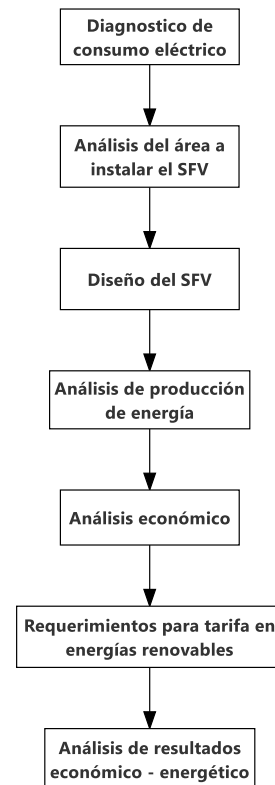 Diagnostico de
consumo eléctrico
Análisis del área a
instalar el SFV
Diseño del SFV
Análisis de producción
de energía
Análisis económico
Requerimientos para tarifa en
energías renovables
Análisis de resultados
económico - energético